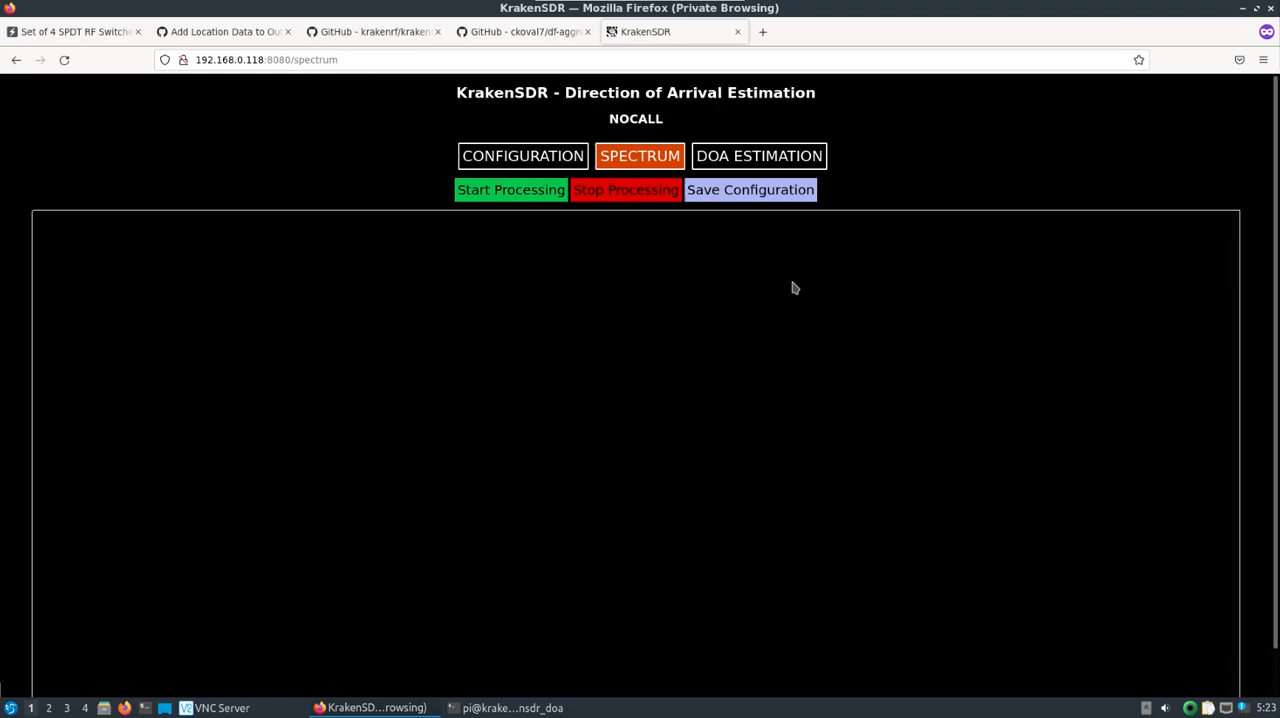 KrakenSDR — Mozilla Firefox (Private Browsing)
Set of 4 SPDT RF Switche
Add Location Data to Ou
GitHub - krakenrf/kraken
GitHub - ckoval7/df-aggre
KrakenSDR
192.168.0.118:8080/spectrum
KrakenSDR - Direction of Arrival Estimation
NOCALL
CONFIGURATION
SPECTRUM
DOA ESTIMATION
Start Processing
Stop Processing
Save Configuration
1
2
3
4
VNC Server
KrakenSD...rowsing)
pi@krake...nsdr_doa
5:23